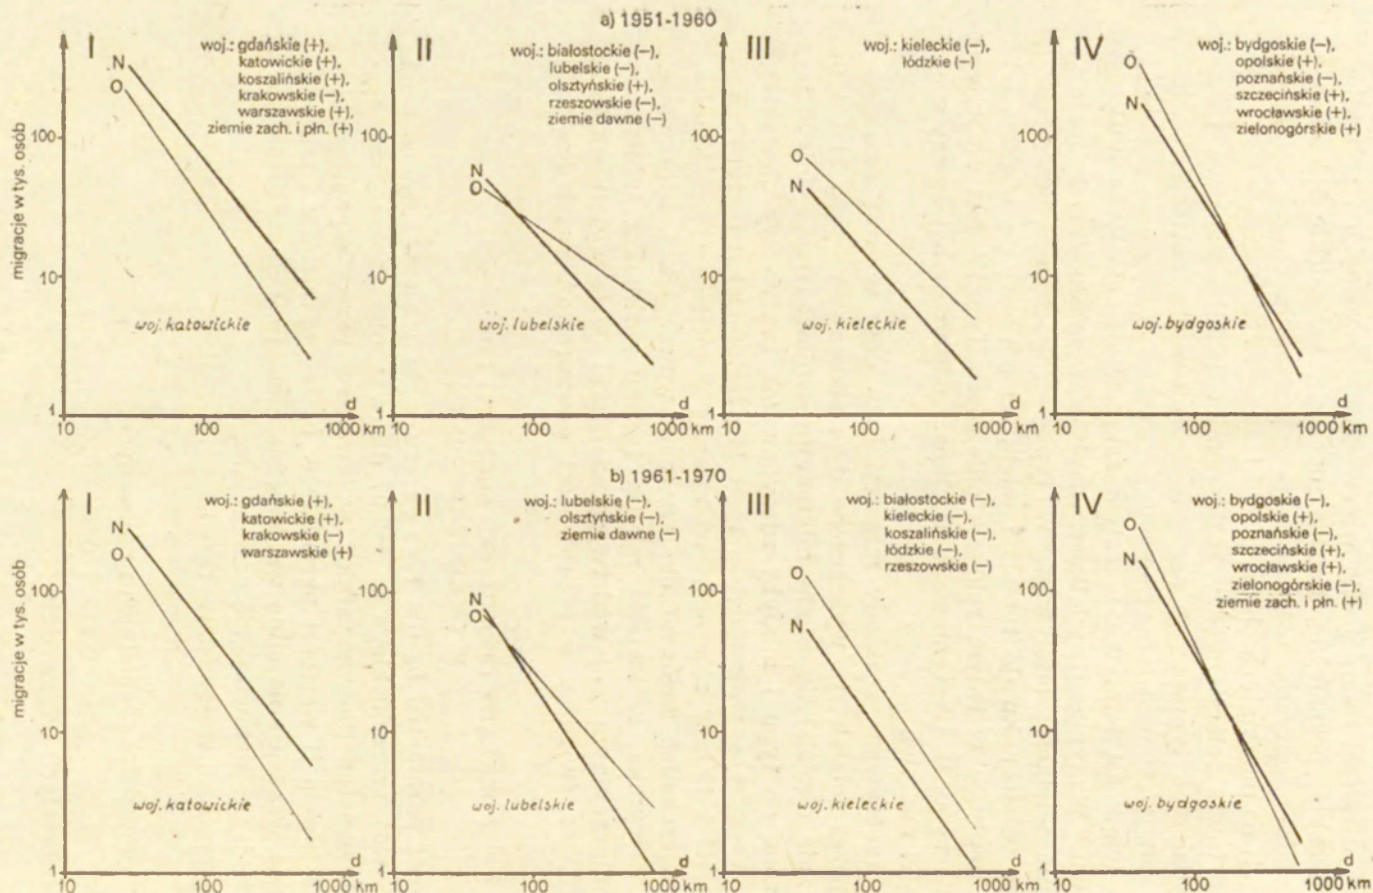 a) 1951-1960
migracje w tys. osób
I
woj.: gdańskie (+),
katowickie (+),
koszalińskie (+),
krakowskie (−),
warszawskie (+),
ziemie zach. i płn. (+)
N
O
100
10
1
woj. katowickie
d
10 100 1000 km
II
woj.: białostockie (−),
lubelskie (−),
olsztyńskie (+),
rzeszowskie (−),
ziemie dawne (−)
N
O
woj. lubelskie
d
10 100 1000 km
III
woj.: kieleckie (−),
łódzkie (−)
O
N
100
10
1
woj. kieleckie
d
10 100 1000 km
IV
woj.: bydgoskie (−),
opolskie (+),
poznańskie (−),
szczecińskie (+),
wrocławskie (+),
zielonogórskie (+)
O
N
100
10
1
woj. bydgoskie
d
10 100 1000 km
b) 1961-1970
migracje w tys. osób
I
woj.: gdańskie (+),
katowickie (+),
krakowskie (−)
warszawskie (+)
N
O
100
10
1
woj. katowickie
d
10 100 1000 km
II
woj.: lubelskie (−),
olsztyńskie (−),
ziemie dawne (−)
N
O
100
10
1
woj. lubelskie
d
10 100 1000 km
III
woj.: białostockie (−),
kieleckie (−),
koszalińskie (−),
łódzkie (−),
rzeszowskie (−)
O
N
100
10
1
woj. kieleckie
d
10 100 1000 km
IV
woj.: bydgoskie (−),
opolskie (+),
poznańskie (−),
szczecińskie (+),
wrocławskie (+),
zielonogórskie (−),
ziemie zach. i płn. (+)
O
N
100
10
1
woj. bydgoskie
d
10 100 1000 km